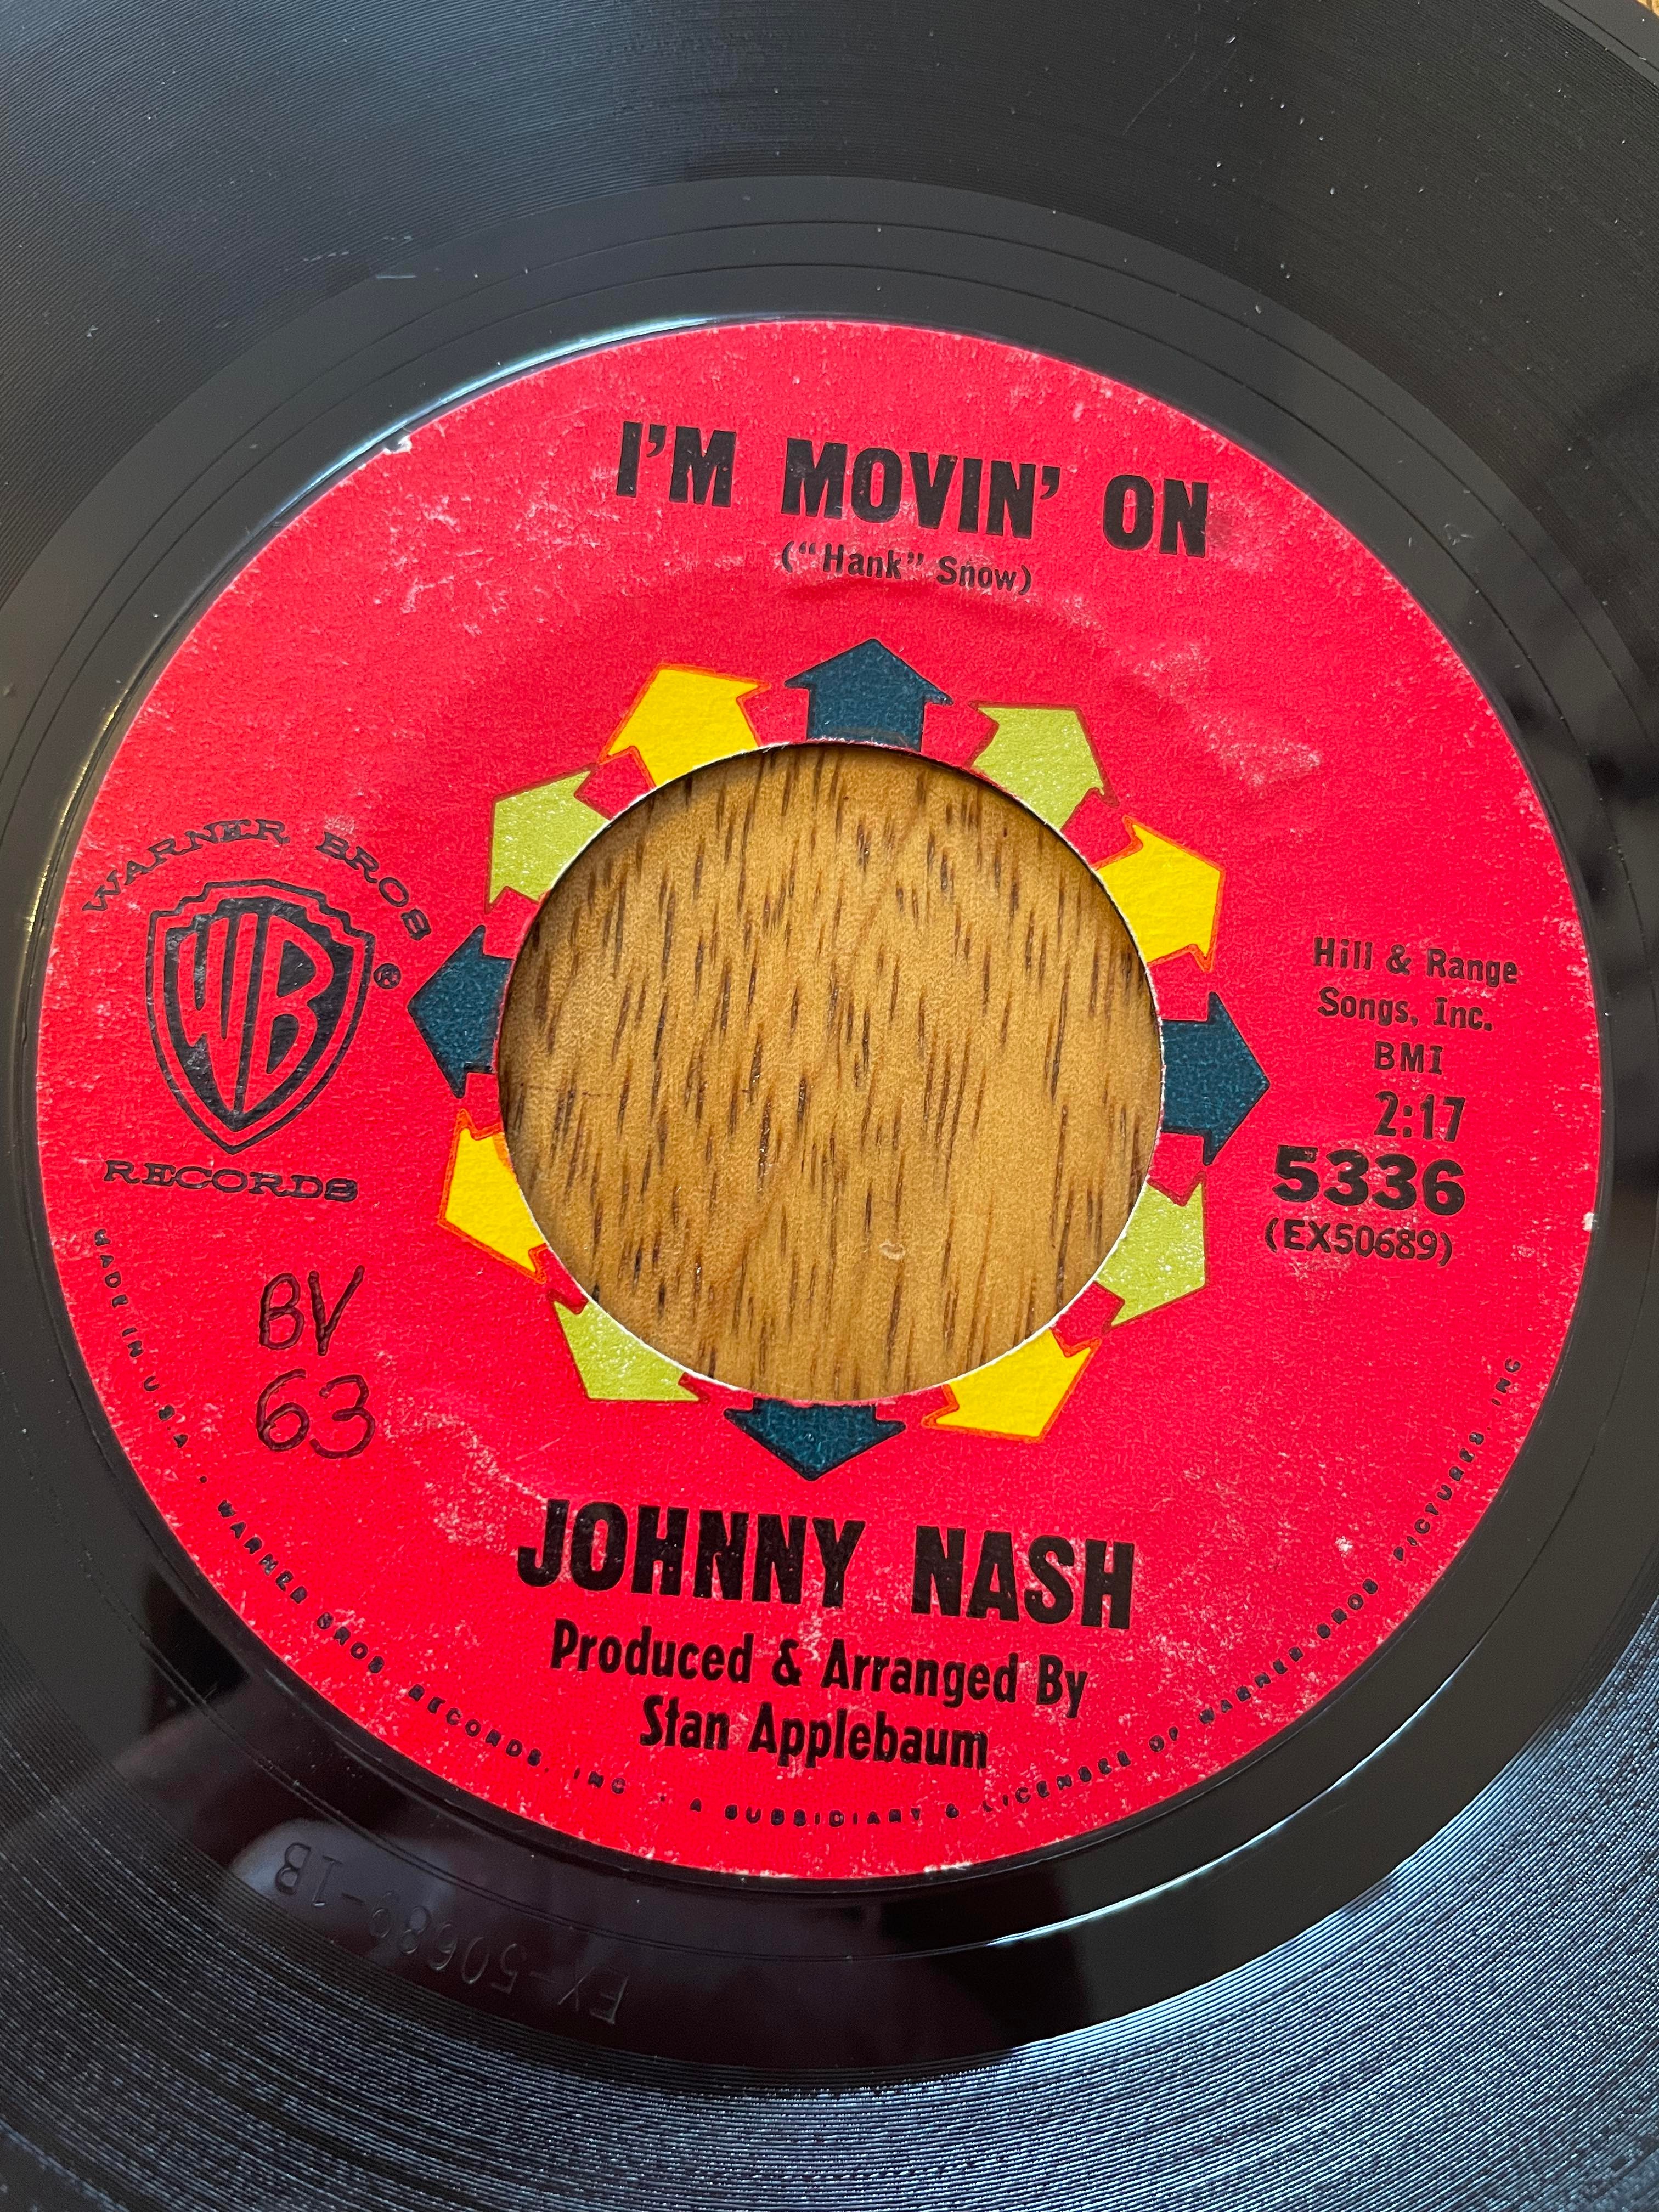 I'M MOVIN' ON
("Hank" Snow)
WARNER BROS
WB
®
RECORDS
Hill & Range
Songs, Inc.
BMI
2:17
5336
(EX50689)
BV
63
JOHNNY NASH
Produced & Arranged By
Stan Applebaum
MADE IN U.S.A. • WARNER BROS. RECORDS, INC. • A SUBSIDIARY & LICENSEE OF WARNER BROS PICTURES INC